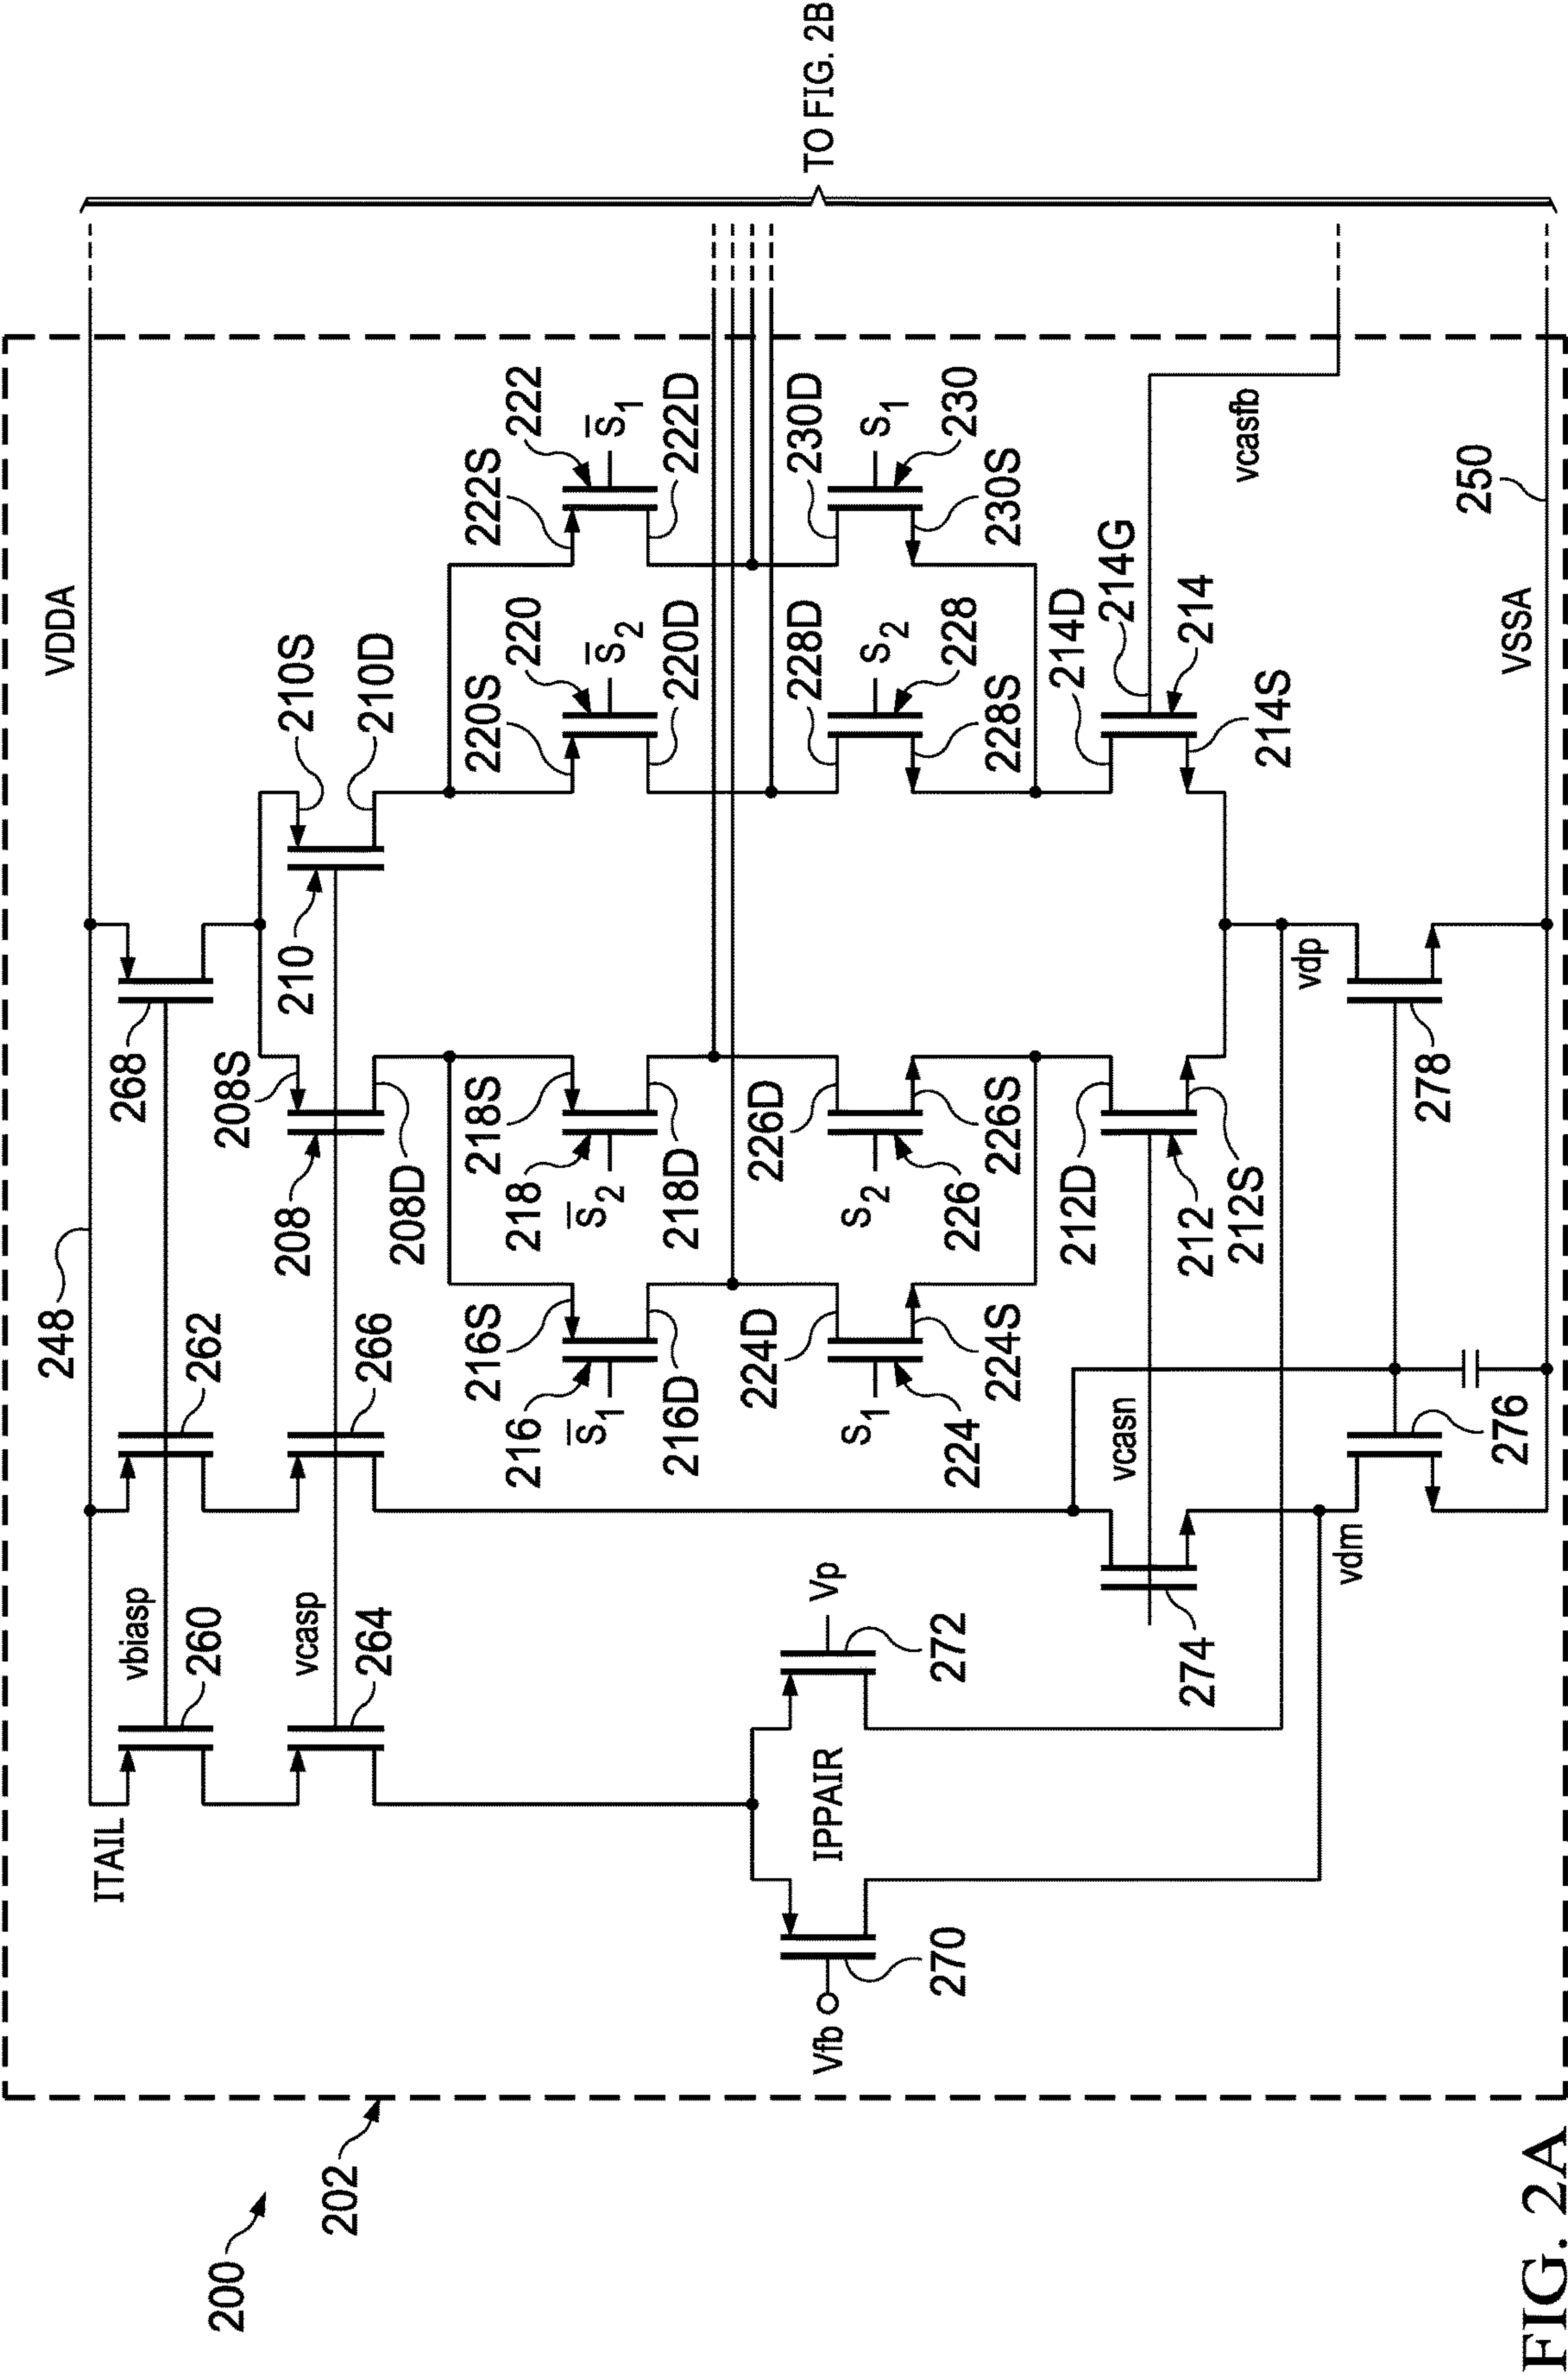 200
202
VDDA
248
ITAIL
vbiasp
260
262
268
vcasp
264
266
208S
208
208D
210S
210
210D
216S
216
S̅1
216D
218S
218
S̅2
218D
220S
220
S̅2
220D
222S
222
S̅1
222D
TO FIG. 2B
224D
S1
224
224S
226D
S2
226
226S
228D
S2
228
228S
230D
S1
230
230S
IPPAIR
Vfb
270
Vp
272
vcasn
274
212D
212
212S
214D
214G
214
214S
vcasfb
vdm
276
vdp
278
VSSA
250
FIG. 2A